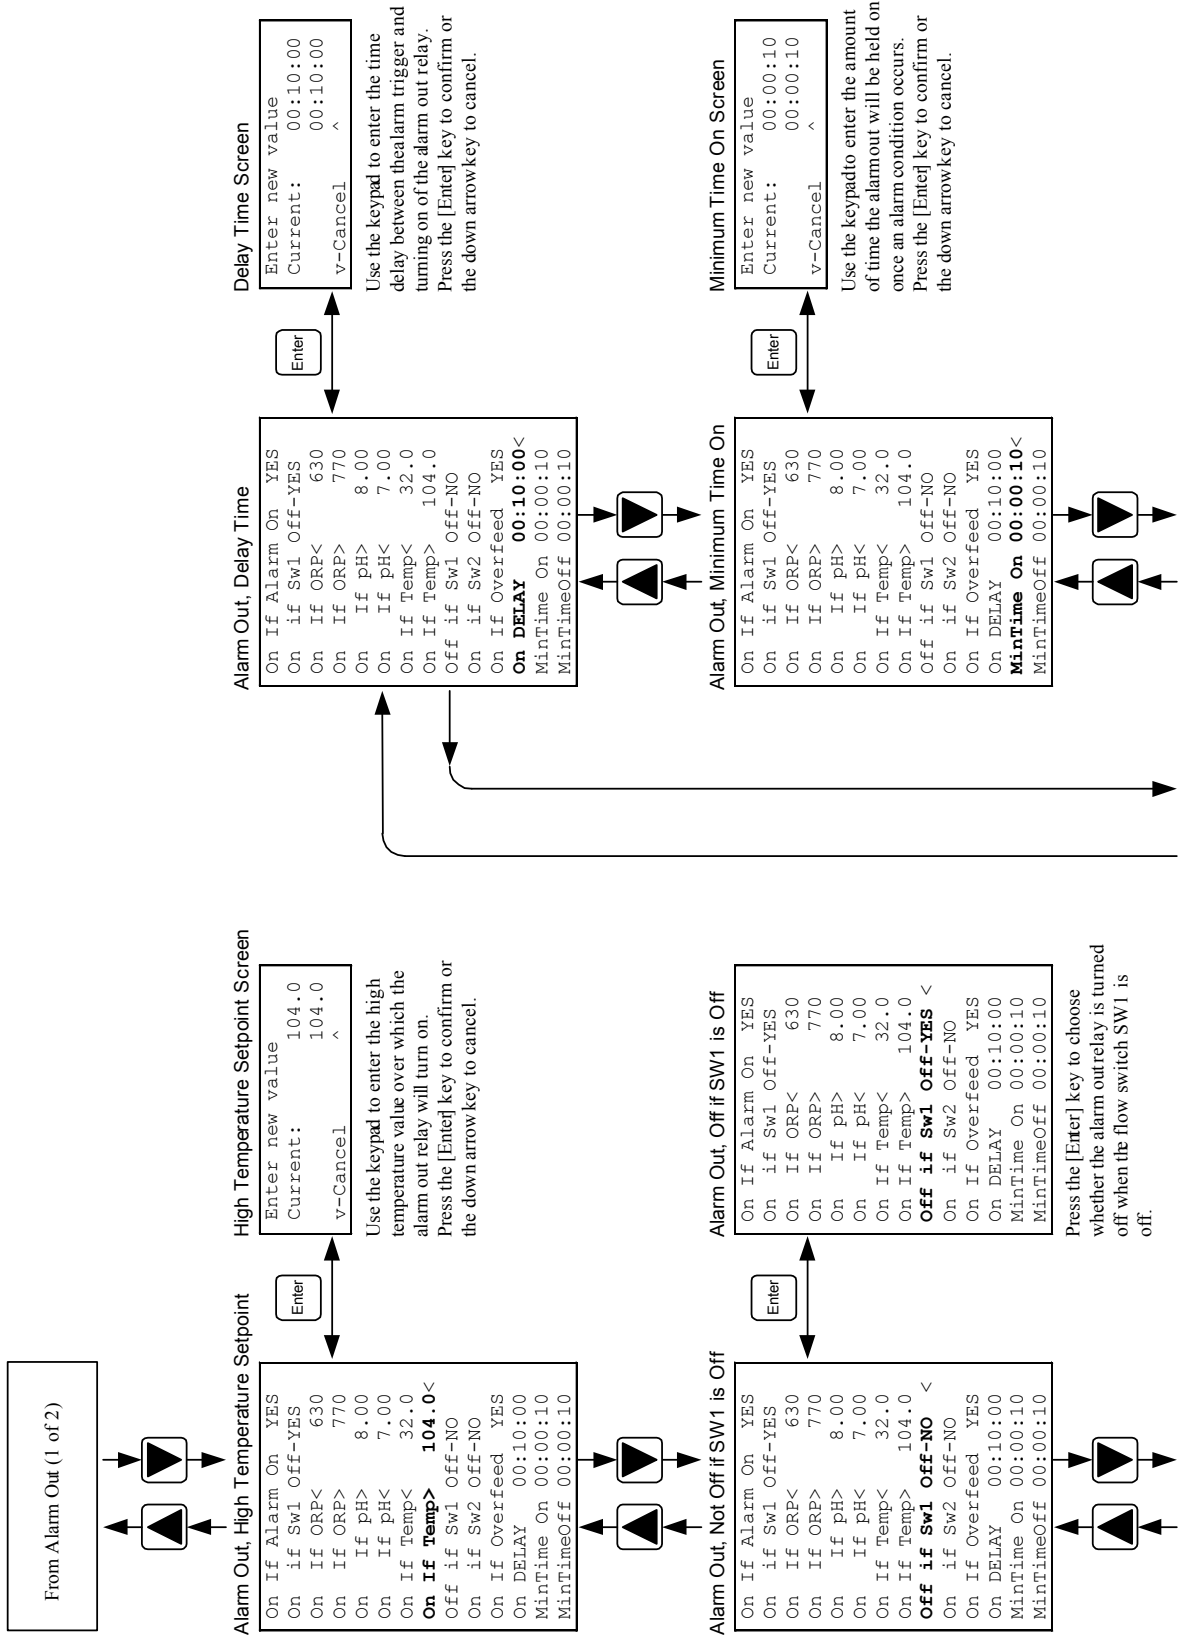 From Alarm Out (1 of 2)
Alarm Out, High Temperature Setpoint
On If Alarm On  YES
On  if Sw1 Off-YES
On  If ORP<     630
On  If ORP>     770
On   If pH>    8.00
On   If pH<    7.00
On If Temp<    32.0
On If Temp>   104.0<
Off if Sw1 Off-NO
On  if Sw2 Off-NO
On If Overfeed  YES
On DELAY   00:10:00
MinTime On 00:00:10
MinTimeOff 00:00:10
Enter
High Temperature Setpoint Screen
Enter new value
Current:      104.0
104.0
v-Cancel     ^
Use the keypad to enter the high
temperature value over which the
alarm out relay will turn on.
Press the [Enter] key to confirm or
the down arrow key to cancel.
Alarm Out, Not Off if SW1 is Off
On If Alarm On  YES
On  if Sw1 Off-YES
On  If ORP<     630
On  If ORP>     770
On   If pH>    8.00
On   If pH<    7.00
On If Temp<    32.0
On If Temp>   104.0
Off if Sw1 Off-NO  <
On  if Sw2 Off-NO
On If Overfeed  YES
On DELAY   00:10:00
MinTime On 00:00:10
MinTimeOff 00:00:10
Enter
Alarm Out, Off if SW1 is Off
On If Alarm On  YES
On  if Sw1 Off-YES
On  If ORP<     630
On  If ORP>     770
On   If pH>    8.00
On   If pH<    7.00
On If Temp<    32.0
On If Temp>   104.0
Off if Sw1 Off-YES <
On  if Sw2 Off-NO
On If Overfeed  YES
On DELAY   00:10:00
MinTime On 00:00:10
MinTimeOff 00:00:10
Press the [Enter] key to choose
whether the alarm out relay is turned
off when the flow switch SW1 is
off.
Alarm Out, Delay Time
On If Alarm On  YES
On  if Sw1 Off-YES
On  If ORP<     630
On  If ORP>     770
On   If pH>    8.00
On   If pH<    7.00
On If Temp<    32.0
On If Temp>   104.0
Off if Sw1 Off-NO
On  if Sw2 Off-NO
On If Overfeed  YES
On DELAY   00:10:00<
MinTime On 00:00:10
MinTimeOff 00:00:10
Enter
Delay Time Screen
Enter new value
Current:   00:10:00
00:10:00
v-Cancel     ^
Use the keypad to enter the time
delay between thealarm trigger and
turning on of the alarm out relay.
Press the [Enter] key to confirm or
the down arrow key to cancel.
Alarm Out, Minimum Time On
On If Alarm On  YES
On  if Sw1 Off-YES
On  If ORP<     630
On  If ORP>     770
On   If pH>    8.00
On   If pH<    7.00
On If Temp<    32.0
On If Temp>   104.0
Off if Sw1 Off-NO
On  if Sw2 Off-NO
On If Overfeed  YES
On DELAY   00:10:00
MinTime On 00:00:10<
MinTimeOff 00:00:10
Enter
Minimum Time On Screen
Enter new value
Current:   00:00:10
00:00:10
v-Cancel     ^
Use the keypad to enter the amount
of time the alarm out will be held on
once an alarm condition occurs.
Press the [Enter] key to confirm or
the down arrow key to cancel.